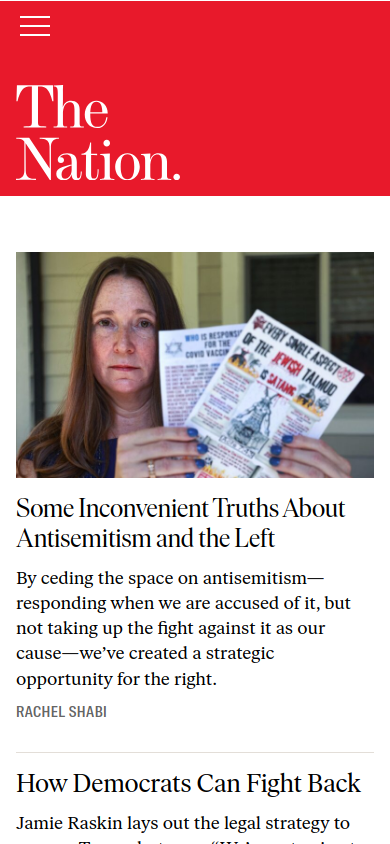 The
Nation.
WHO IS RESPONSI
FOR THE
COVID VACCIN
EVERY SINGLE ASPECT
OF THE JEWISH TALMUD
IS SATANIC
Some Inconvenient Truths About
Antisemitism and the Left
By ceding the space on antisemitism—
responding when we are accused of it, but
not taking up the fight against it as our
cause—we’ve created a strategic
opportunity for the right.
RACHEL SHABI
How Democrats Can Fight Back
Jamie Raskin lays out the legal strategy to